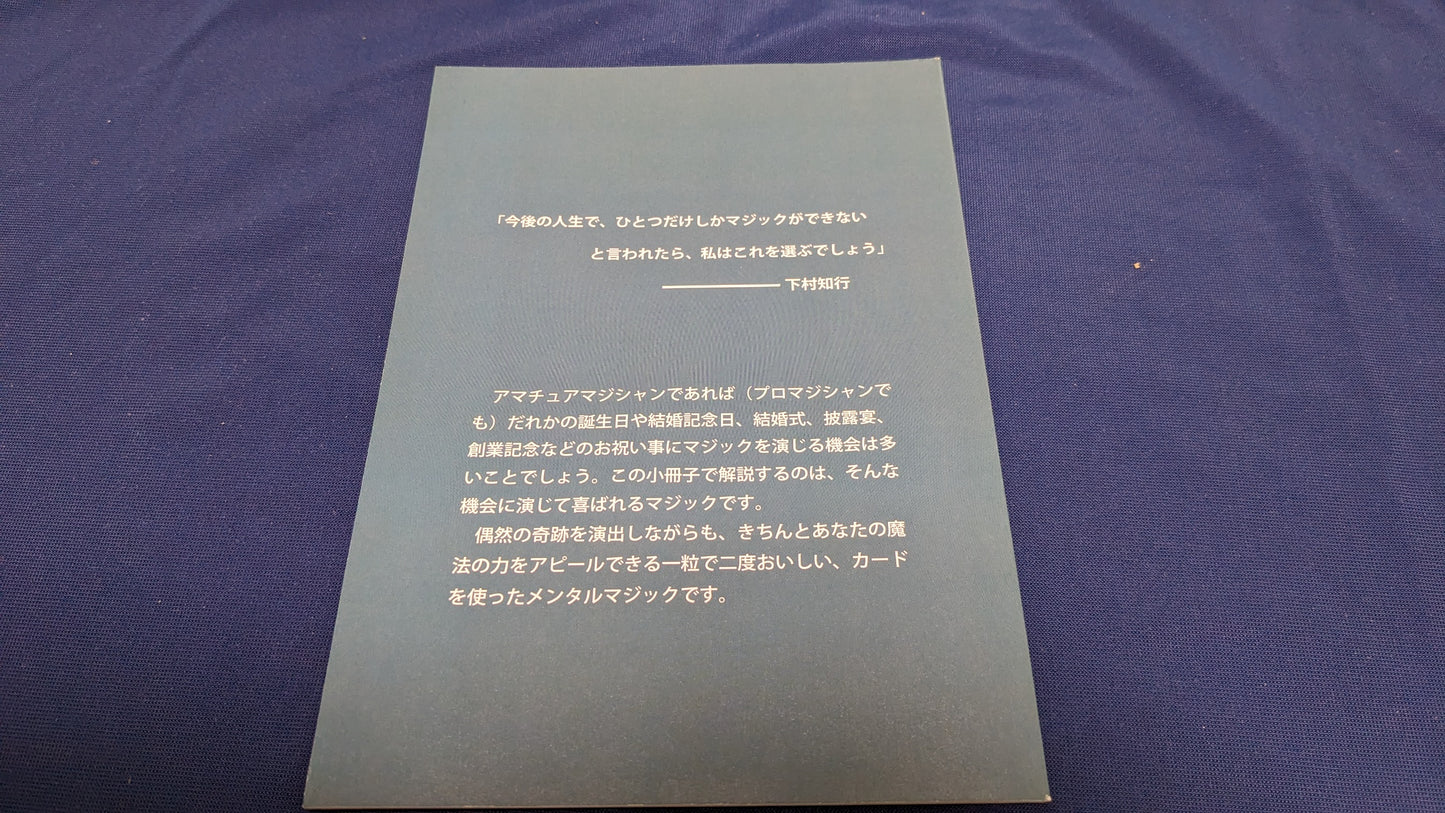 「今後の人生で、ひとつだけしかマジックができない
と言われたら、私はこれを選ぶでしょう」
下村知行
アマチュアマジシャンであれば（プロマジシャンで
も）だれかの誕生日や結婚記念日、結婚式、披露宴、
創業記念などのお祝い事にマジックを演じる機会は多
いことでしょう。この小冊子で解説するのは、そんな
機会に演じて喜ばれるマジックです。
偶然の奇跡を演出しながらも、きちんとあなたの魔
法の力をアピールできる一粒で二度おいしい、カード
を使ったメンタルマジックです。